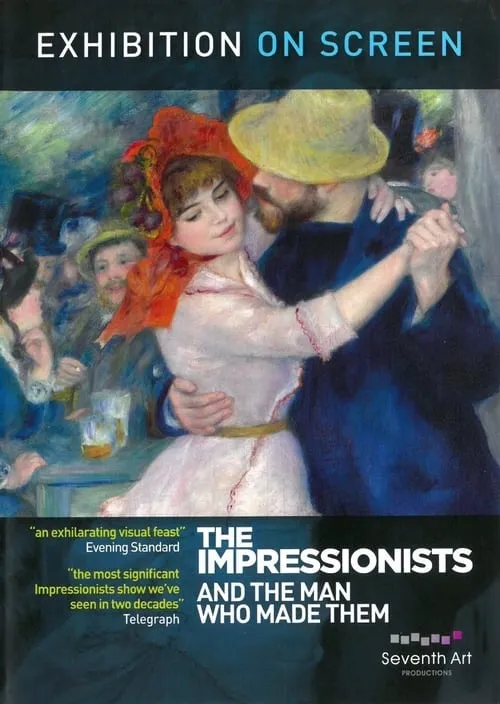 EXHIBITION ON SCREEN
"an exhilarating visual feast"
Evening Standard
"the most significant
Impressionists show we've
seen in two decades"
Telegraph
THE
IMPRESSIONISTS
AND THE MAN
WHO MADE THEM
Seventh Art
PRODUCTIONS